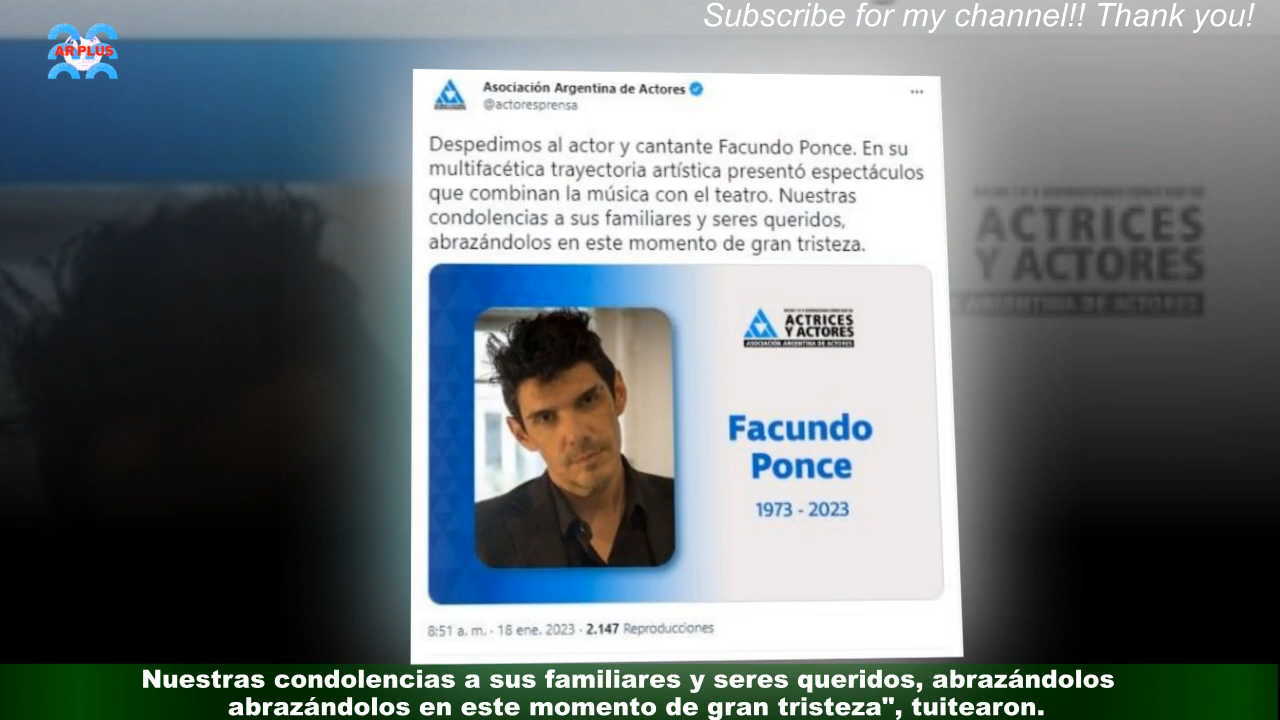 Subscribe for my channel!! Thank you!
AR PLUS
Asociación Argentina de Actores
@actoresprensa
Despedimos al actor y cantante Facundo Ponce. En su
multifacética trayectoria artística presentó espectáculos
que combinan la música con el teatro. Nuestras
condolencias a sus familiares y seres queridos,
abrazándolos en este momento de gran tristeza.
ACTRICES
Y ACTORES
ASOCIACIÓN ARGENTINA DE ACTORES
Facundo
Ponce
1973 - 2023
8:51 a. m. · 18 ene. 2023 · 2.147 Reproducciones
ACTRICES
Y ACTORES
ARGENTINA DE ACTORES
Nuestras condolencias a sus familiares y seres queridos, abrazándolos
abrazándolos en este momento de gran tristeza", tuitearon.